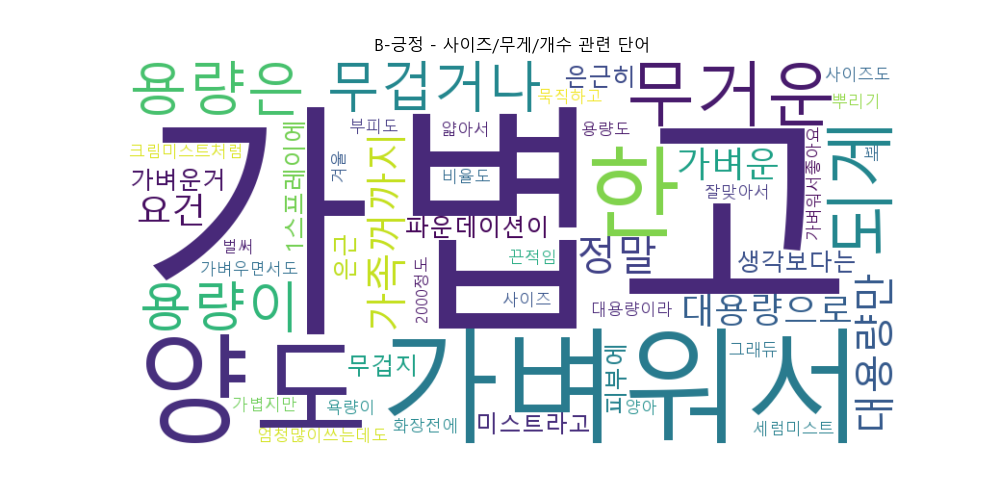 B-긍정 - 사이즈/무게/개수 관련 단어
용량은
무겁거나
은근히
무거운
사이즈도
묵직하고
뿌리기
가볍고
크림미스트처럼
1스프레이에
부피도
얇아서
용량도
한
가벼운
가벼워서좋아요
꽤
되게
가벼운거
겨울
가족꺼까지
비율도
잘맞아서
요건
파운데이션이
벌써
은근
정말
끈적임
생각보다는
가벼우면서도
2000정도
사이즈
용량이
대용량이라
대용량으로
대용량만
양도
가벼워서
무겁지
피부에
그래듀
가볍지만
욕량이
양아
엄청많이쓰는데도
화장전에
미스트라고
세럼미스트